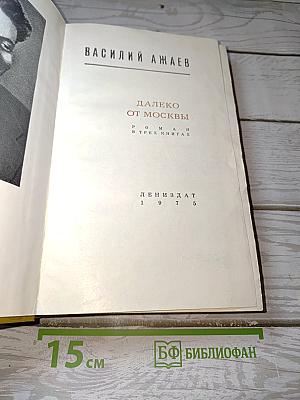 ВАСИЛИЙ АЖАЕВ
ДАЛЕКО
ОТ МОСКВЫ
РОМАН
В ТРЕХ КНИГАХ
ЛЕНИЗДАТ
1975
15 см
БФ БИБЛИОФАН